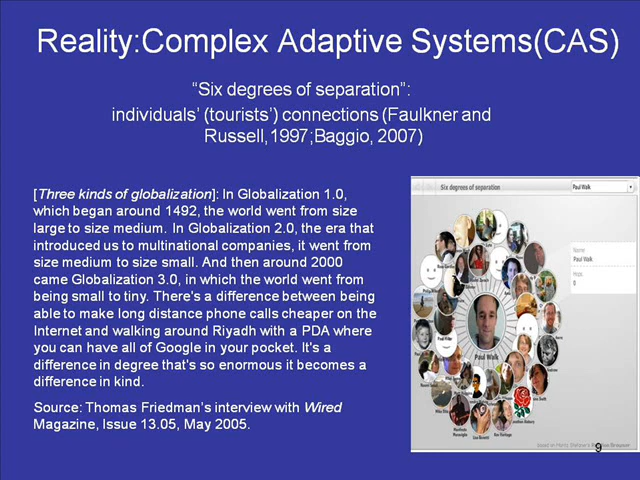 Reality:Complex Adaptive Systems(CAS)
“Six degrees of separation”:
individuals’ (tourists’) connections (Faulkner and
Russell,1997;Baggio, 2007)
[Three kinds of globalization]: In Globalization 1.0,
which began around 1492, the world went from size
large to size medium. In Globalization 2.0, the era that
introduced us to multinational companies, it went from
size medium to size small. And then around 2000
came Globalization 3.0, in which the world went from
being small to tiny. There's a difference between being
able to make long distance phone calls cheaper on the
Internet and walking around Riyadh with a PDA where
you can have all of Google in your pocket. It's a
difference in degree that's so enormous it becomes a
difference in kind.
Source: Thomas Friedman's interview with Wired
Magazine, Issue 13.05, May 2005.
Six degrees of separation
Paul Walk
Name:
Paul Walk
Hops:
0
Paul Walk
9